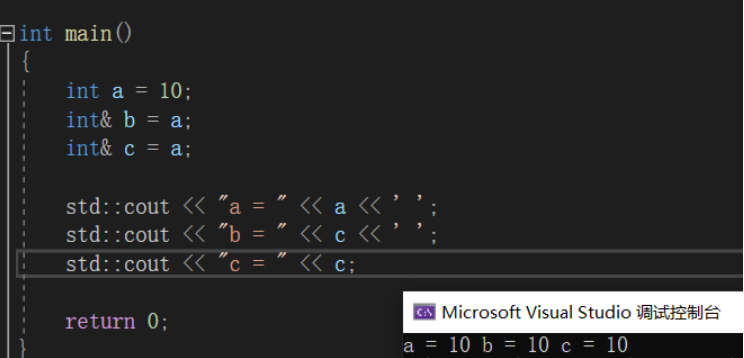 int main()
{
int a = 10;
int& b = a;
int& c = a;
std::cout << "a = " << a << ' ';
std::cout << "b = " << c << ' ';
std::cout << "c = " << c;
return 0;
}
Microsoft Visual Studio 调试控制台
a = 10 b = 10 c = 10